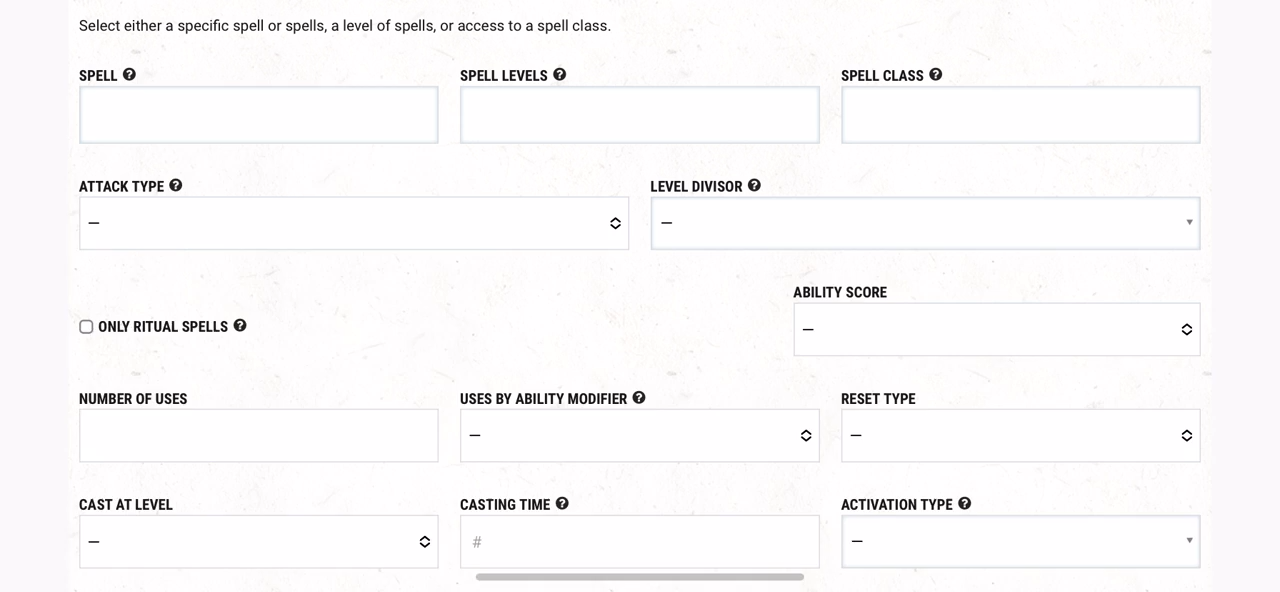 Select either a specific spell or spells, a level of spells, or access to a spell class.
SPELL ?
SPELL LEVELS ?
SPELL CLASS ?
ATTACK TYPE ?
LEVEL DIVISOR ?
—
—
ABILITY SCORE
ONLY RITUAL SPELLS ?
—
NUMBER OF USES
USES BY ABILITY MODIFIER ?
RESET TYPE
—
—
CAST AT LEVEL
CASTING TIME ?
ACTIVATION TYPE ?
—
#
—